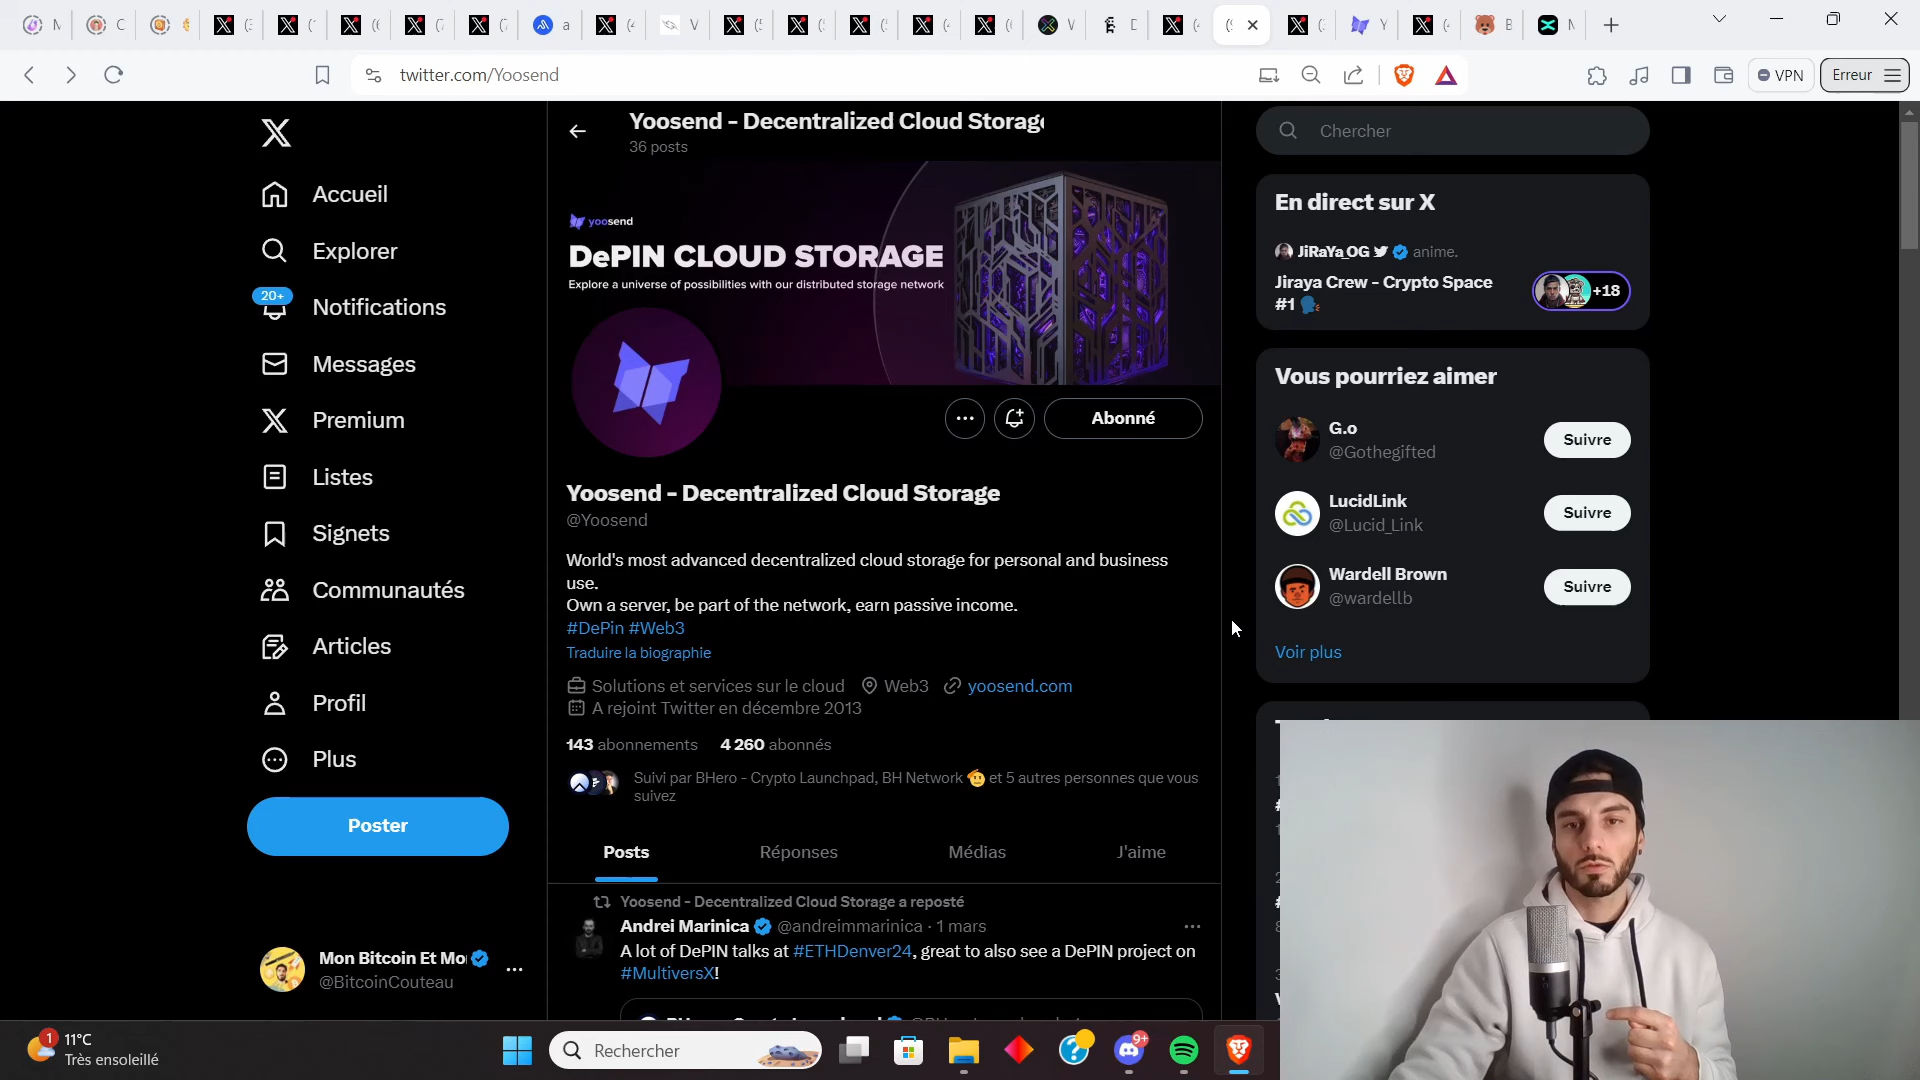 twitter.com/Yoosend
VPN
Erreur
Yoosend - Decentralized Cloud Storage
36 posts
yoosend
DePIN CLOUD STORAGE
Explore a universe of possibilities with our distributed storage network
Abonné
Yoosend - Decentralized Cloud Storage
@Yoosend
World's most advanced decentralized cloud storage for personal and business
use.
Own a server, be part of the network, earn passive income.
#DePin #Web3
Traduire la biographie
Solutions et services sur le cloud Web3 yoosend.com
A rejoint Twitter en décembre 2013
143 abonnements 4 260 abonnés
Suivi par BHero - Crypto Launchpad, BH Network et 5 autres personnes que vous
suivez
Posts Réponses Médias J'aime
Yoosend - Decentralized Cloud Storage a reposté
Andrei Marinica @andreimmarinica · 1 mars
A lot of DePIN talks at #ETHDenver24, great to also see a DePIN project on
#MultiversX!
Accueil
Explorer
20+
Notifications
Messages
Premium
Listes
Signets
Communautés
Articles
Profil
Plus
Poster
Mon Bitcoin Et Mo
@BitcoinCouteau
Chercher
En direct sur X
JiRaYa_OG anime.
Jiraya Crew - Crypto Space
#1
+18
Vous pourriez aimer
G.o
@Gothegifted
Suivre
LucidLink
@Lucid_Link
Suivre
Wardell Brown
@wardellb
Suivre
Voir plus
1
11°C
Très ensoleillé
Rechercher
9+